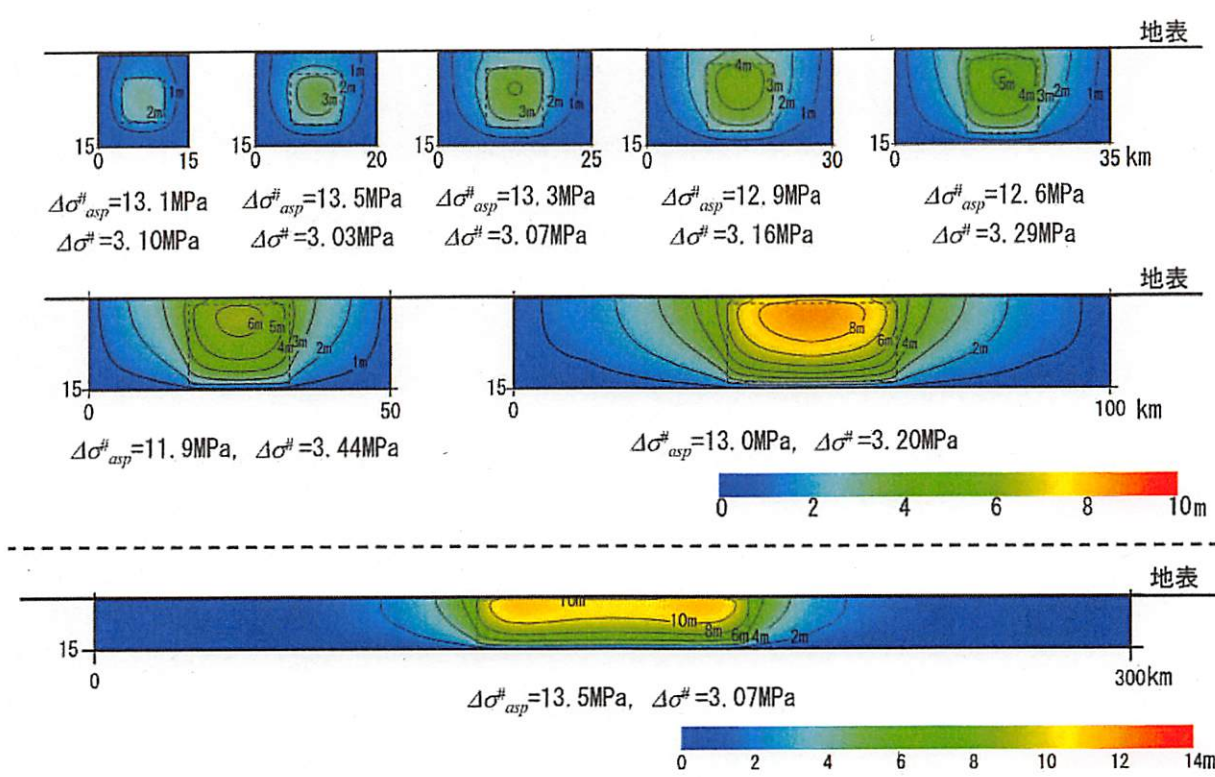 地表
1m 2m
1m 2m 3m
3m 2m 1m
4m 3m 2m 1m
5m 4m 3m 2m 1m
15 0 15
0 20
0 25
0 30
0 35 km
Δσ#asp=13.1MPa Δσ#asp=13.5MPa Δσ#asp=13.3MPa Δσ#asp=12.9MPa Δσ#asp=12.6MPa
Δσ#=3.10MPa Δσ#=3.03MPa Δσ#=3.07MPa Δσ#=3.16MPa Δσ#=3.29MPa
地表
6m 5m 4m 3m 2m 1m
8m 6m 4m 2m
15 0 50
15 0 100 km
Δσ#asp=11.9MPa, Δσ#=3.44MPa
Δσ#asp=13.0MPa, Δσ#=3.20MPa
0 2 4 6 8 10m
地表
10m 10m 8m 6m 4m 2m
15 0 300km
Δσ#asp=13.5MPa, Δσ#=3.07MPa
0 2 4 6 8 10 12 14m